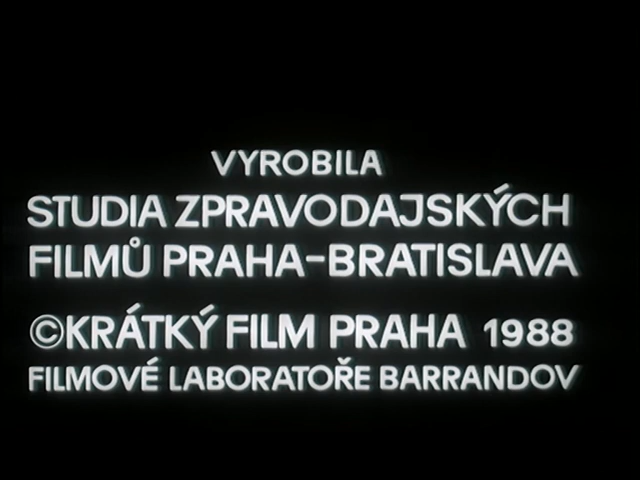 VYROBILA
STUDIA ZPRAVODAJSKÝCH
FILMŮ PRAHA-BRATISLAVA
©KRÁTKÝ FILM PRAHA 1988
FILMOVÉ LABORATOŘE BARRANDOV